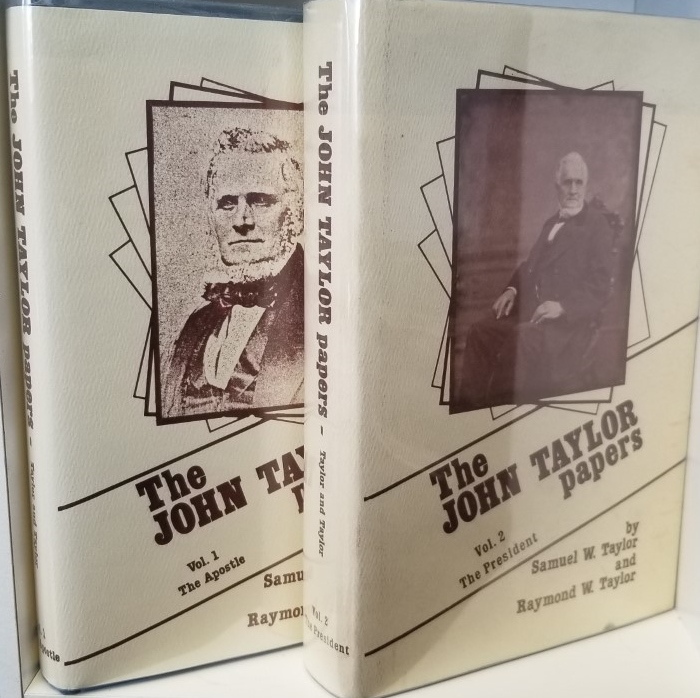 The JOHN TAYLOR papers - Taylor and Taylor
The
JOHN TAY
Vol. 1
The Apostle
Samu
Raymon
The JOHN TAYLOR papers - Taylor and Taylor
Vol. 2
The President
The
JOHN TAYLOR
papers
Vol. 2
The President
by
Samuel W. Taylor
and
Raymond W. Taylor